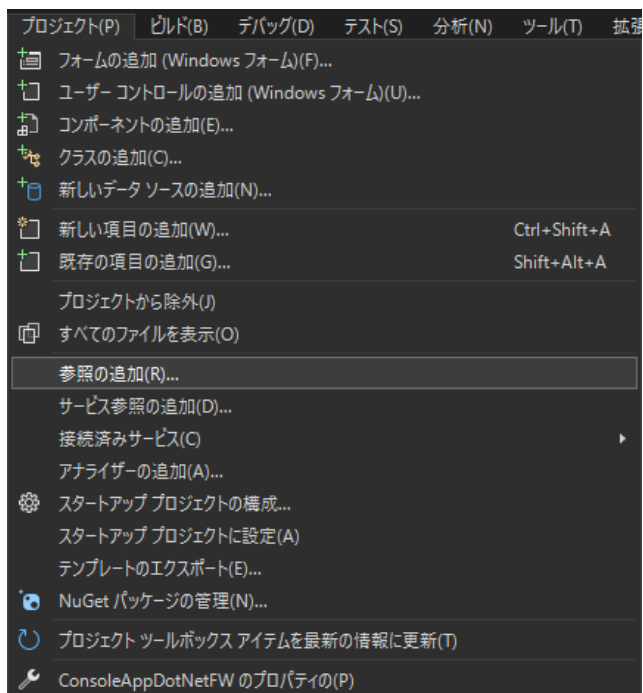 プロジェクト(P) ビルド(B) デバッグ(D) テスト(S) 分析(N) ツール(T) 拡張
フォームの追加 (Windows フォーム)(F)...
ユーザー コントロールの追加 (Windows フォーム)(U)...
コンポーネントの追加(E)...
クラスの追加(C)...
新しいデータ ソースの追加(N)...
新しい項目の追加(W)... Ctrl+Shift+A
既存の項目の追加(G)... Shift+Alt+A
プロジェクトから除外(J)
すべてのファイルを表示(O)
参照の追加(R)...
サービス参照の追加(D)...
接続済みサービス(C)
アナライザーの追加(A)...
スタートアップ プロジェクトの構成...
スタートアップ プロジェクトに設定(A)
テンプレートのエクスポート(E)...
NuGet パッケージの管理(N)...
プロジェクト ツールボックス アイテムを最新の情報に更新(T)
ConsoleAppDotNetFW のプロパティの(P)